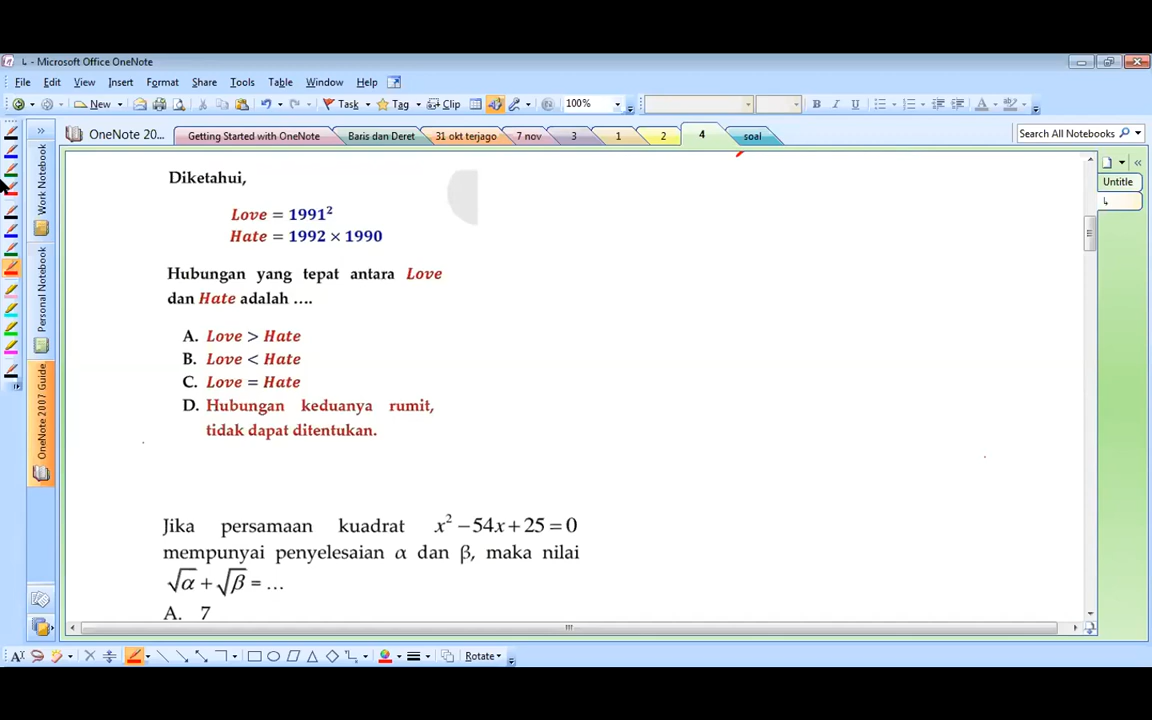 ل - Microsoft Office OneNote
File Edit View Insert Format Share Tools Table Window Help
New Task Tag Clip 100% B I U A ab
OneNote 20... Getting Started with OneNote Baris dan Deret 31 okt terjago 7 nov 3 1 2 4 soal Search All Notebooks
Work Notebook
Personal Notebook
OneNote 2007 Guide
Untitle
Diketahui,
Love = 1991²
Hate = 1992 × 1990
Hubungan yang tepat antara Love
dan Hate adalah ....
A. Love > Hate
B. Love < Hate
C. Love = Hate
D. Hubungan keduanya rumit,
tidak dapat ditentukan.
Jika persamaan kuadrat x² − 54x + 25 = 0
mempunyai penyelesaian α dan β, maka nilai
√α + √β = ...
A. 7
Rotate